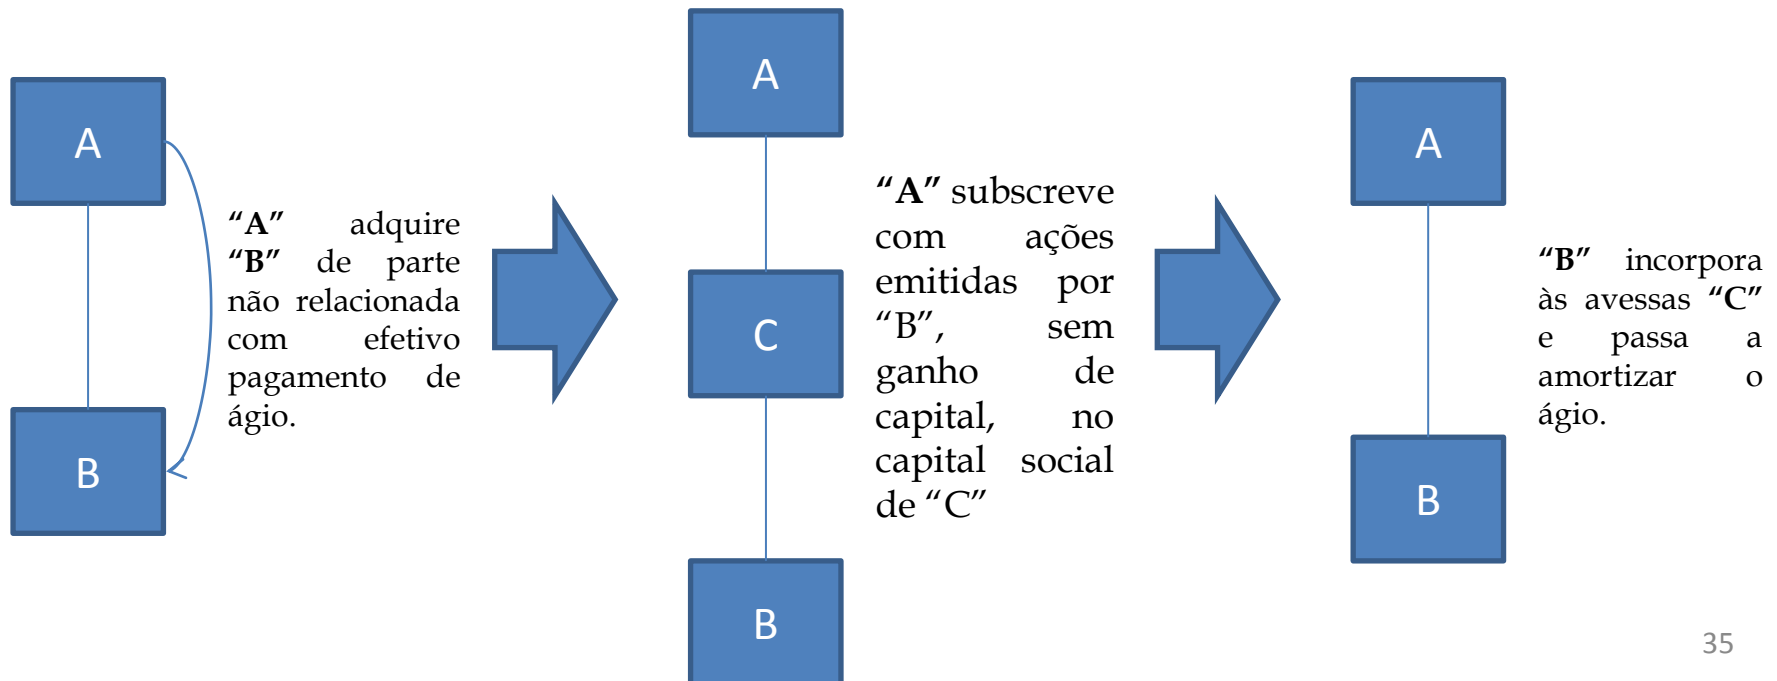 A
B
“A” adquire
“B” de parte
não relacionada
com efetivo
pagamento de
ágio.
A
C
B
“A” subscreve
com ações
emitidas por
“B”, sem
ganho de
capital, no
capital social
de “C”
A
B
“B” incorpora
às avessas “C”
e passa a
amortizar o
ágio.
35